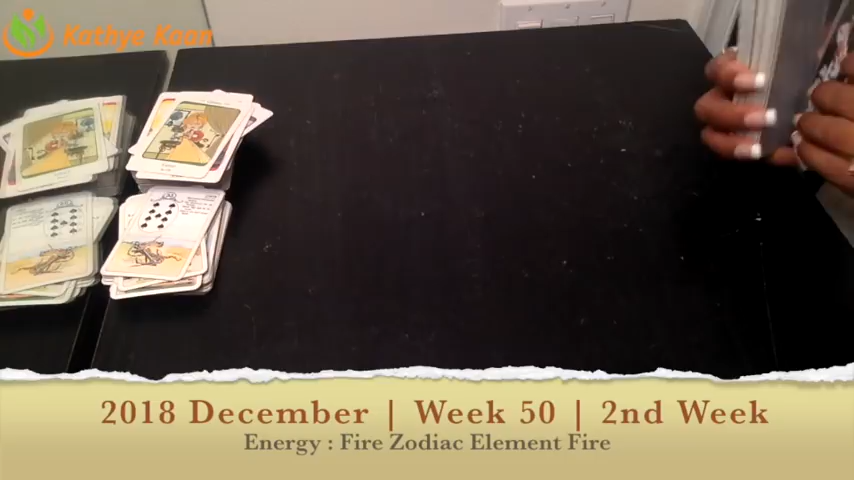 Kathye Koan
2018 December | Week 50 | 2nd Week
Energy : Fire Zodiac Element Fire